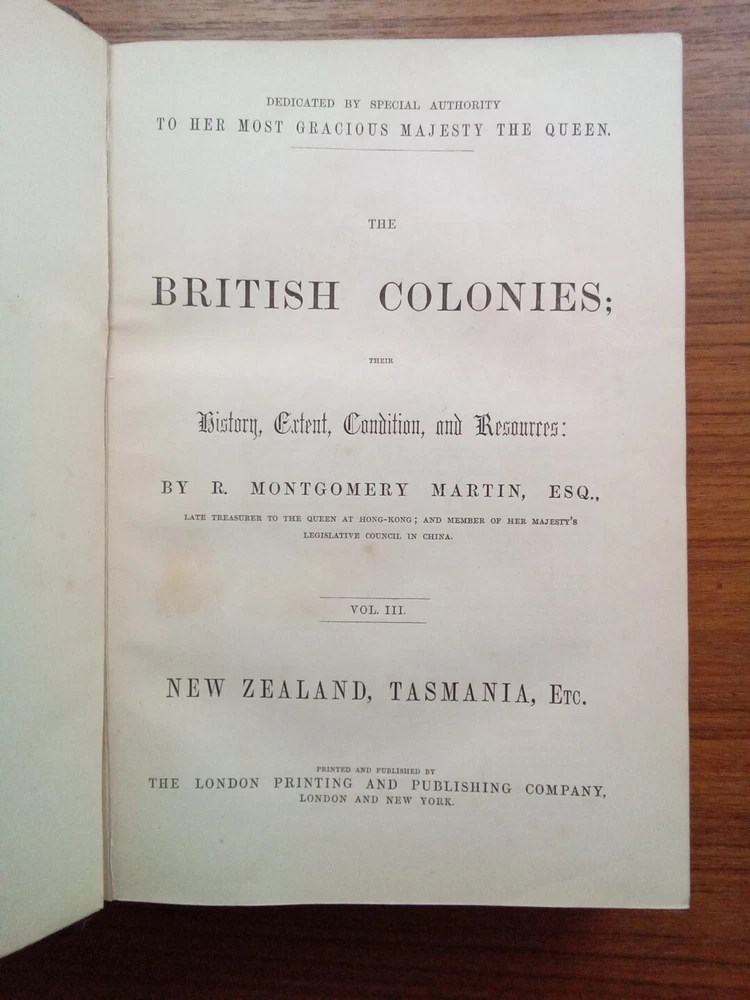 DEDICATED BY SPECIAL AUTHORITY
TO HER MOST GRACIOUS MAJESTY THE QUEEN.
THE
BRITISH COLONIES;
THEIR
History, Extent, Condition, and Resources:
BY R. MONTGOMERY MARTIN, ESQ.,
LATE TREASURER TO THE QUEEN AT HONG-KONG; AND MEMBER OF HER MAJESTY'S
LEGISLATIVE COUNCIL IN CHINA.
VOL. III.
NEW ZEALAND, TASMANIA, ETC.
PRINTED AND PUBLISHED BY
THE LONDON PRINTING AND PUBLISHING COMPANY,
LONDON AND NEW YORK.